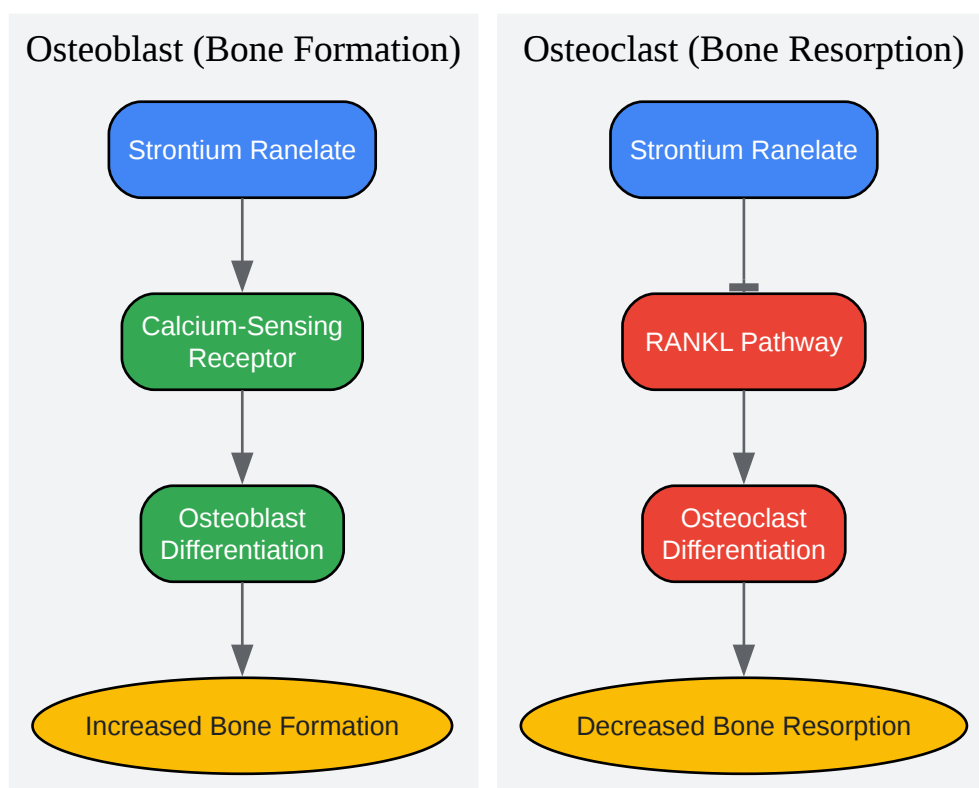 Osteoblast (Bone Formation)
Strontium Ranelate
Calcium-Sensing
Receptor
Osteoblast
Differentiation
Increased Bone Formation
Osteoclast (Bone Resorption)
Strontium Ranelate
RANKL Pathway
Osteoclast
Differentiation
Decreased Bone Resorption